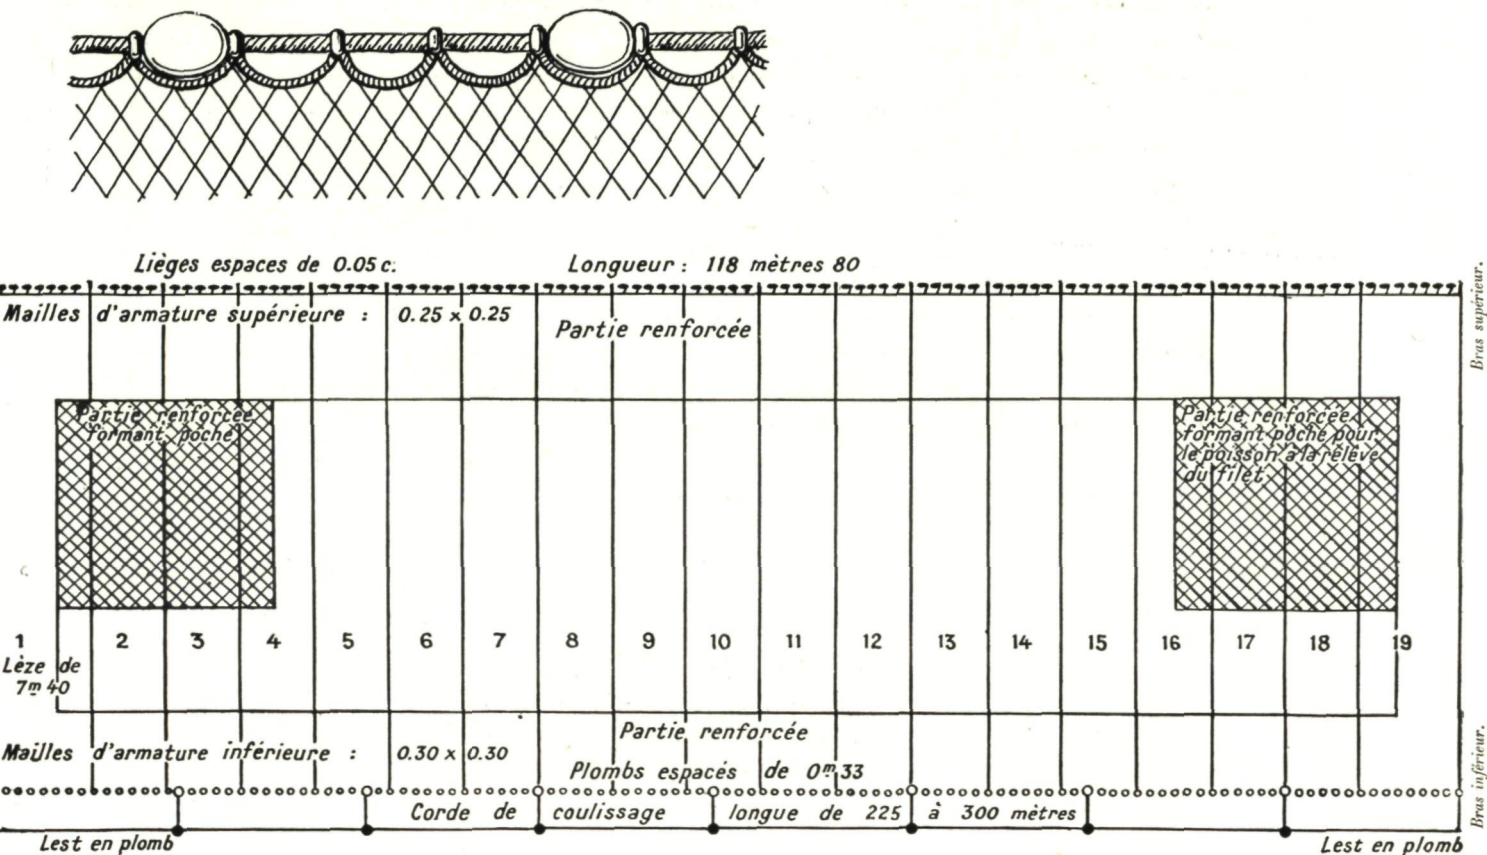 Lièges espaces de 0.05 c. Longueur : 118 mètres 80
Bras supérieur.
Mailles d'armature supérieure : 0.25 x 0.25
Partie renforcée
Partie renforcée
formant poche
Partie renforcée
formant poche pour
le poisson à la relève
du filet
1 2 3 4 5 6 7 8 9 10 11 12 13 14 15 16 17 18 19
Lèze de
7m 40
Partie renforcée
Mailles d'armature inférieure : 0.30 x 0.30
Plombs espacés de 0m 33
Corde de coulissage longue de 225 à 300 mètres
Bras inférieur.
Lest en plomb
Lest en plomb